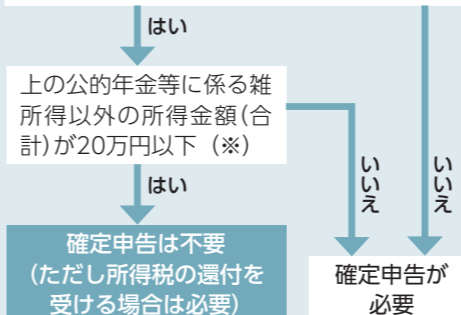 はい
上の公的年金等に係る雑
所得以外の所得金額(合
計)が20万円以下（※）
はい
いいえ
いいえ
確定申告は不要
(ただし所得税の還付を
受ける場合は必要)
確定申告が
必要